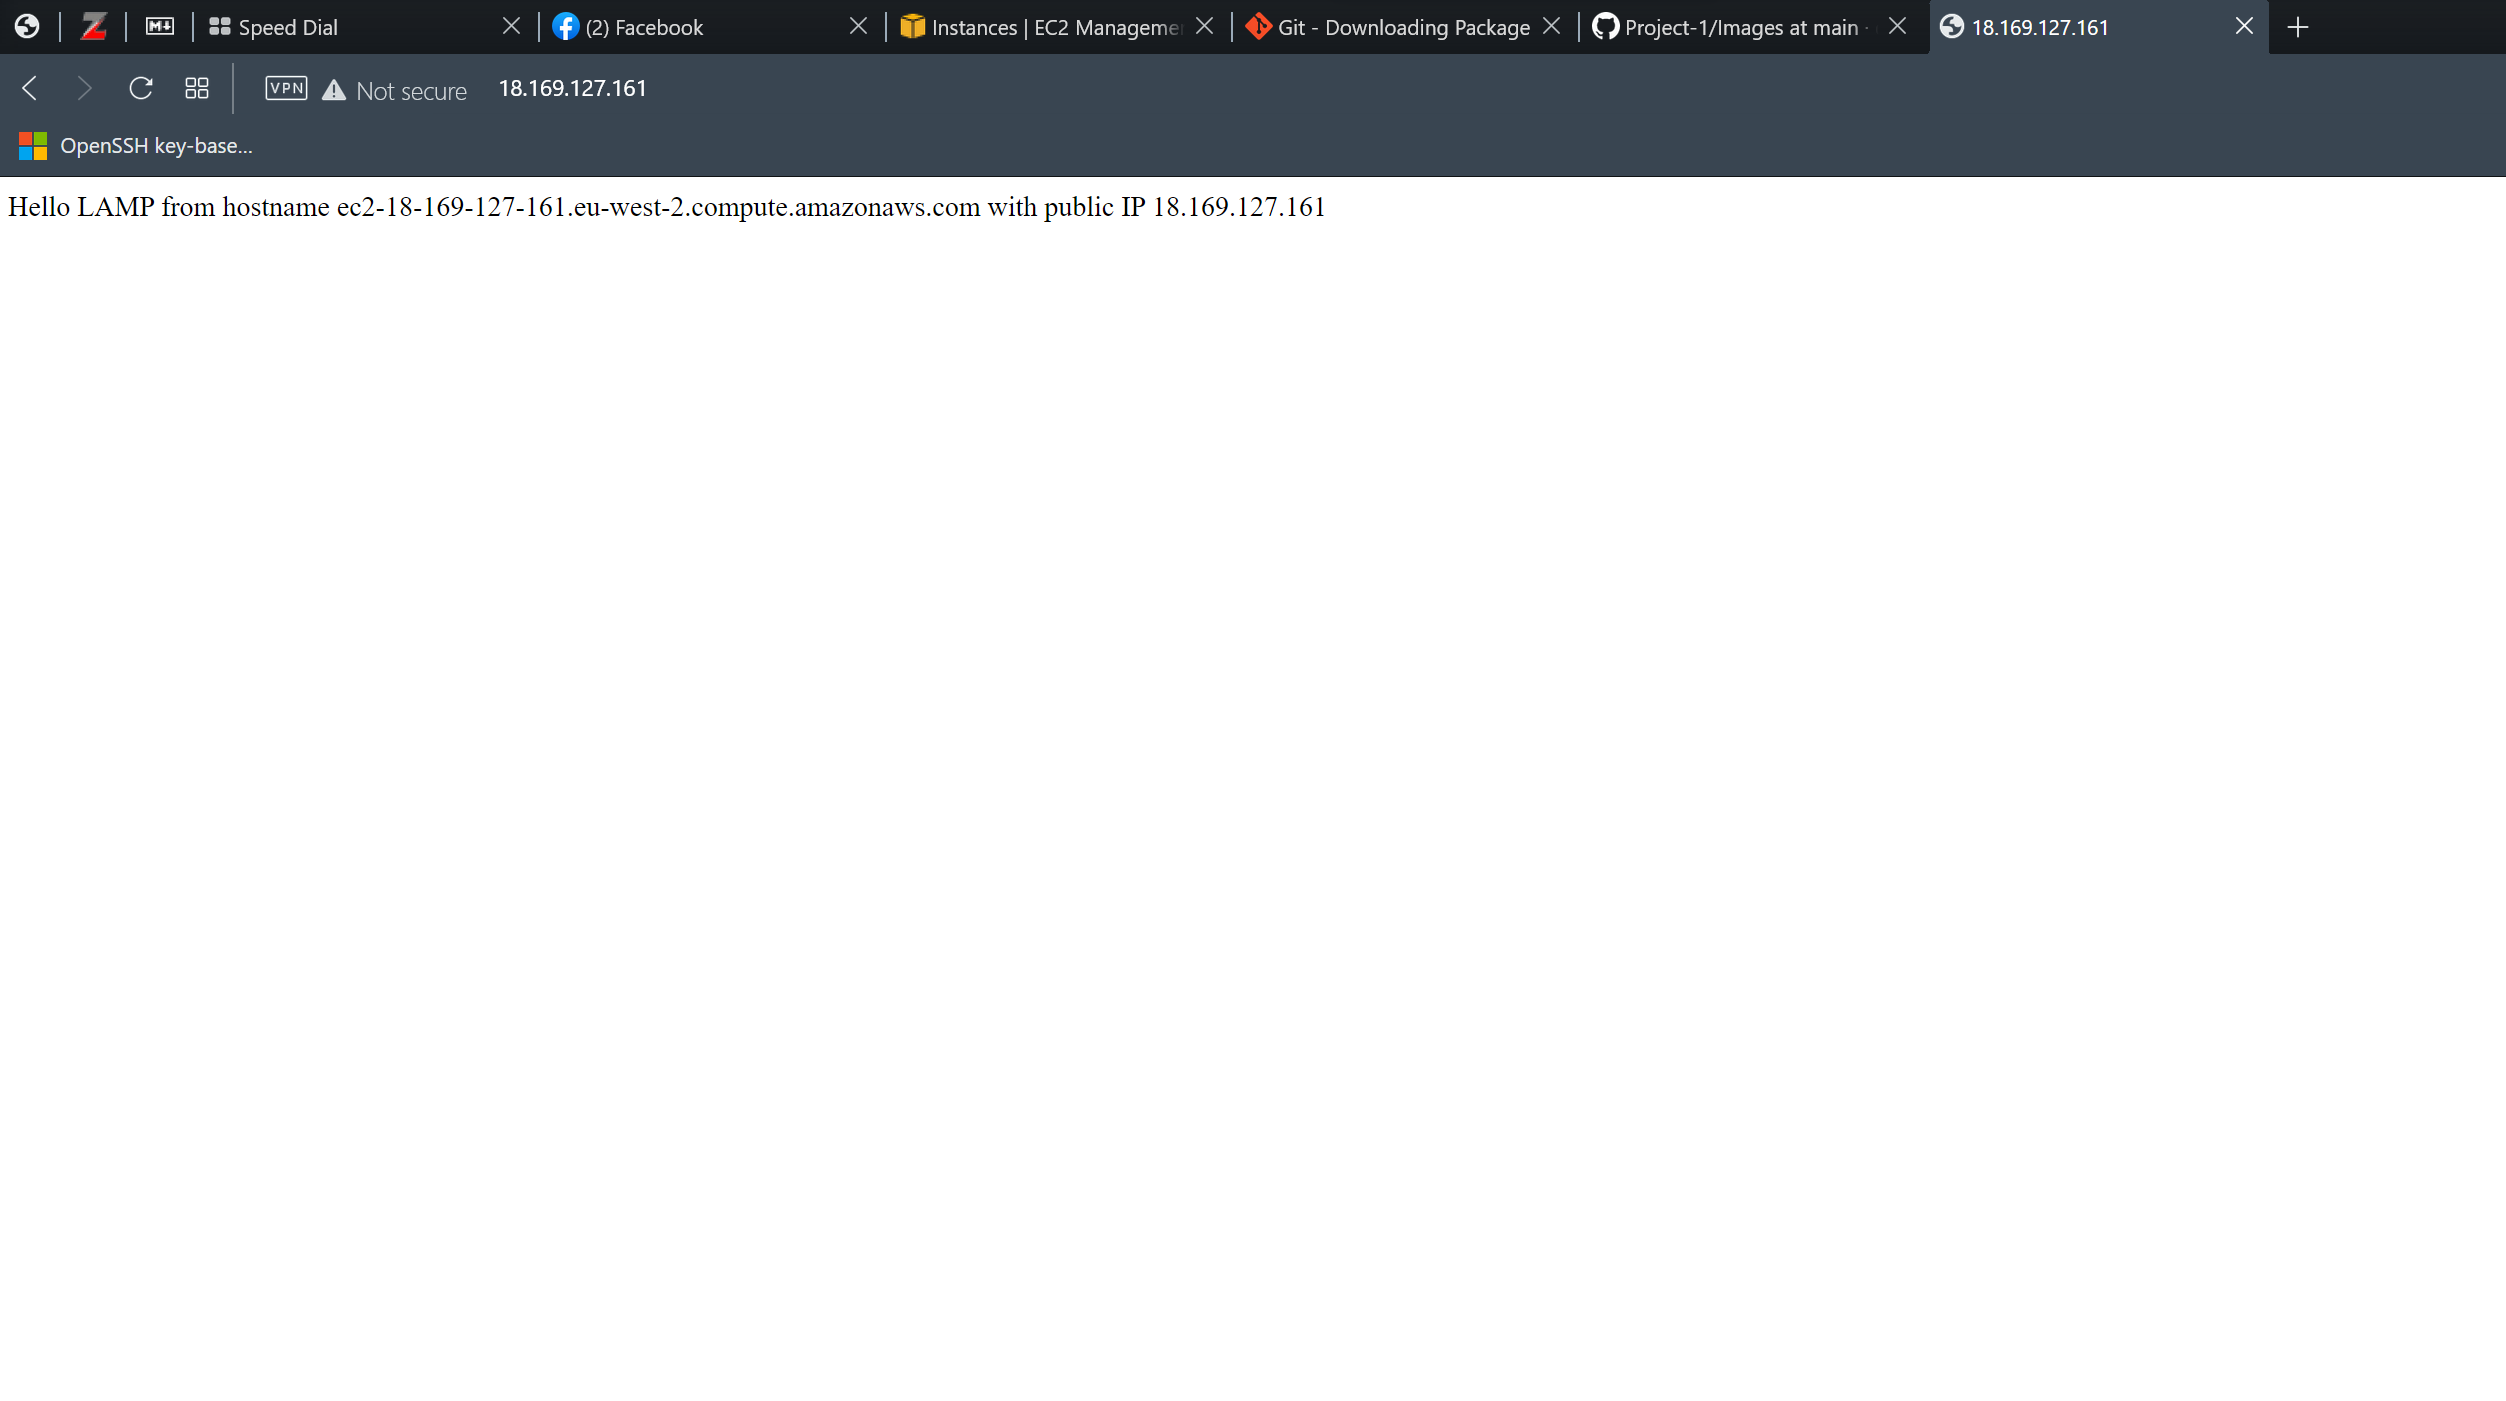 Speed Dial
(2) Facebook
Instances | EC2 Manageme
Git - Downloading Package
Project-1/Images at main ·
18.169.127.161
VPN Not secure 18.169.127.161
OpenSSH key-base...
Hello LAMP from hostname ec2-18-169-127-161.eu-west-2.compute.amazonaws.com with public IP 18.169.127.161